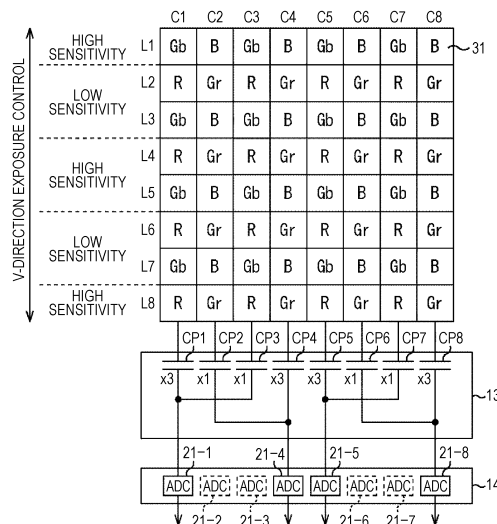 C1 C2 C3 C4 C5 C6 C7 C8
V-DIRECTION EXPOSURE CONTROL
HIGH SENSITIVITY
L1 Gb B Gb B Gb B Gb B 31
LOW SENSITIVITY
L2 R Gr R Gr R Gr R Gr
L3 Gb B Gb B Gb B Gb B
HIGH SENSITIVITY
L4 R Gr R Gr R Gr R Gr
L5 Gb B Gb B Gb B Gb B
LOW SENSITIVITY
L6 R Gr R Gr R Gr R Gr
L7 Gb B Gb B Gb B Gb B
HIGH SENSITIVITY
L8 R Gr R Gr R Gr R Gr
CP1 CP2 CP3 CP4 CP5 CP6 CP7 CP8
x3 x1 x1 x3 x3 x1 x1 x3
13
21-1 21-4 21-5 21-8
ADC ADC ADC ADC ADC ADC ADC ADC
14
21-2 21-3 21-6 21-7